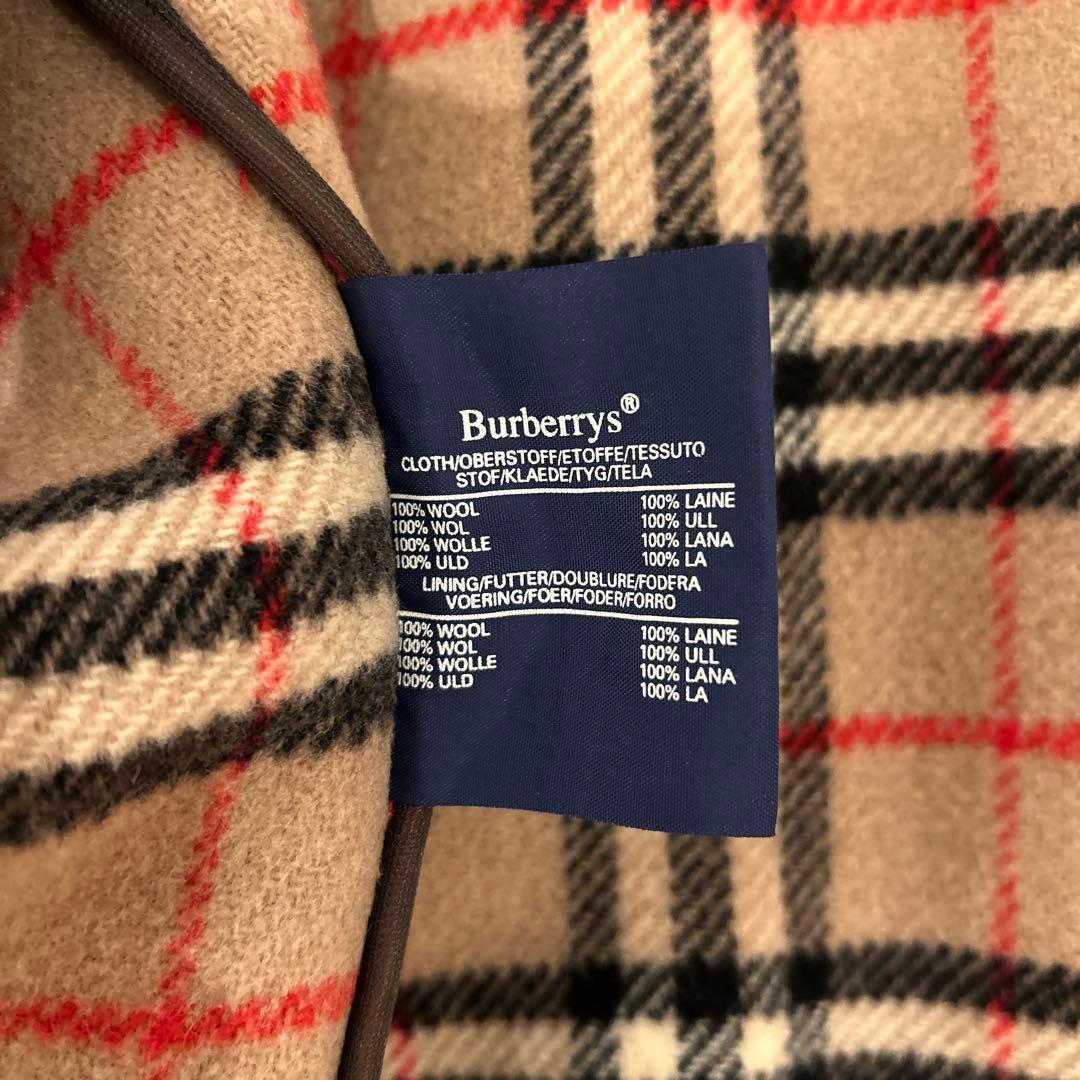 Burberrys®
CLOTH/OBERSTOFF/ETOFFE/TESSUTO
STOF/KLAEDE/TYG/TELA
100% WOOL 100% LAINE
100% WOL 100% ULL
100% WOLLE 100% LANA
100% ULD 100% LA
LINING/FUTTER/DOUBLURE/FODERA
VOERING/FOER/FODER/FORRO
100% WOOL 100% LAINE
100% WOL 100% ULL
100% WOLLE 100% LANA
100% ULD 100% LA